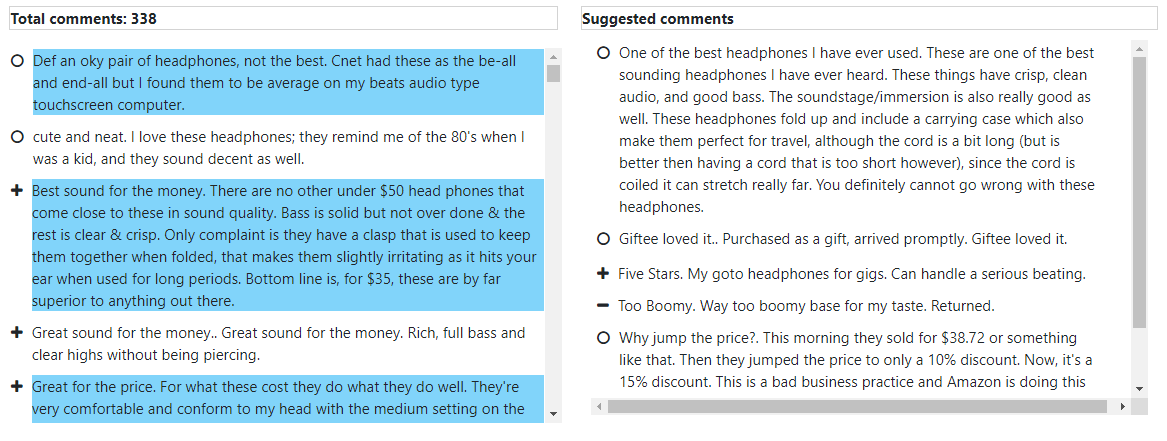 Total comments: 338
Def an oky pair of headphones, not the best. Cnet had these as the be-all
and end-all but I found them to be average on my beats audio type
touchscreen computer.
cute and neat. I love these headphones; they remind me of the 80's when I
was a kid, and they sound decent as well.
Best sound for the money. There are no other under $50 head phones that
come close to these in sound quality. Bass is solid but not over done & the
rest is clear & crisp. Only complaint is they have a clasp that is used to keep
them together when folded, that makes them slightly irritating as it hits your
ear when used for long periods. Bottom line is, for $35, these are by far
superior to anything out there.
Great sound for the money.. Great sound for the money. Rich, full bass and
clear highs without being piercing.
Great for the price. For what these cost they do what they do well. They're
very comfortable and conform to my head with the medium setting on the
Suggested comments
One of the best headphones I have ever used. These are one of the best
sounding headphones I have ever heard. These things have crisp, clean
audio, and good bass. The soundstage/immersion is also really good as
well. These headphones fold up and include a carrying case which also
make them perfect for travel, although the cord is a bit long (but is
better then having a cord that is too short however), since the cord is
coiled it can stretch really far. You definitely cannot go wrong with these
headphones.
Giftee loved it.. Purchased as a gift, arrived promptly. Giftee loved it.
Five Stars. My goto headphones for gigs. Can handle a serious beating.
Too Boomy. Way too boomy base for my taste. Returned.
Why jump the price?. This morning they sold for $38.72 or something
like that. Then they jumped the price to only a 10% discount. Now, it's a
15% discount. This is a bad business practice and Amazon is doing this